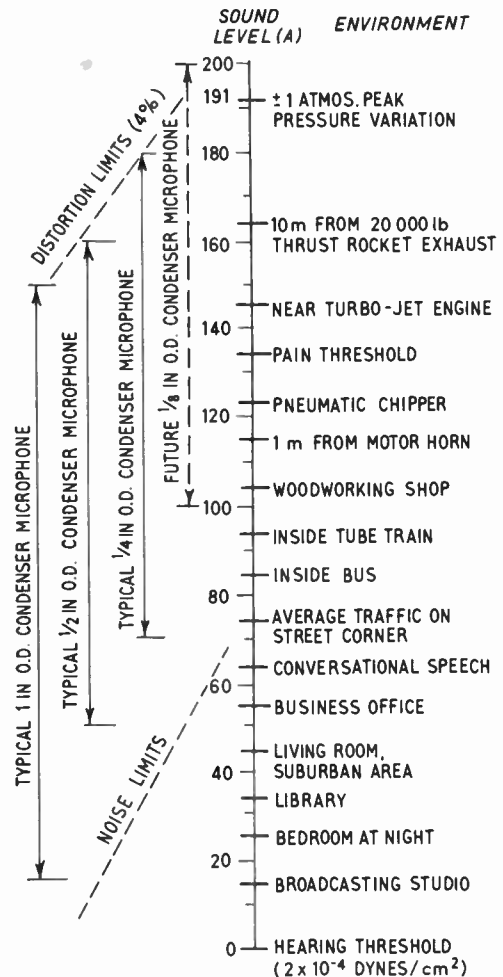 SOUND
LEVEL (A)
ENVIRONMENT
200
191
± 1 ATMOS. PEAK
PRESSURE VARIATION
180
10 m FROM 20 000 lb
THRUST ROCKET EXHAUST
160
NEAR TURBO-JET ENGINE
140
PAIN THRESHOLD
PNEUMATIC CHIPPER
120
1 m FROM MOTOR HORN
WOODWORKING SHOP
100
INSIDE TUBE TRAIN
INSIDE BUS
80
AVERAGE TRAFFIC ON
STREET CORNER
CONVERSATIONAL SPEECH
60
BUSINESS OFFICE
LIVING ROOM,
SUBURBAN AREA
40
LIBRARY
BEDROOM AT NIGHT
20
BROADCASTING STUDIO
0
HEARING THRESHOLD
(2 x 10⁻⁴ DYNES/cm²)
DISTORTION LIMITS (4%)
TYPICAL 1 IN O.D. CONDENSER MICROPHONE
TYPICAL 1/2 IN O.D. CONDENSER MICROPHONE
TYPICAL 1/4 IN O.D. CONDENSER MICROPHONE
FUTURE 1/8 IN O.D. CONDENSER MICROPHONE
NOISE LIMITS